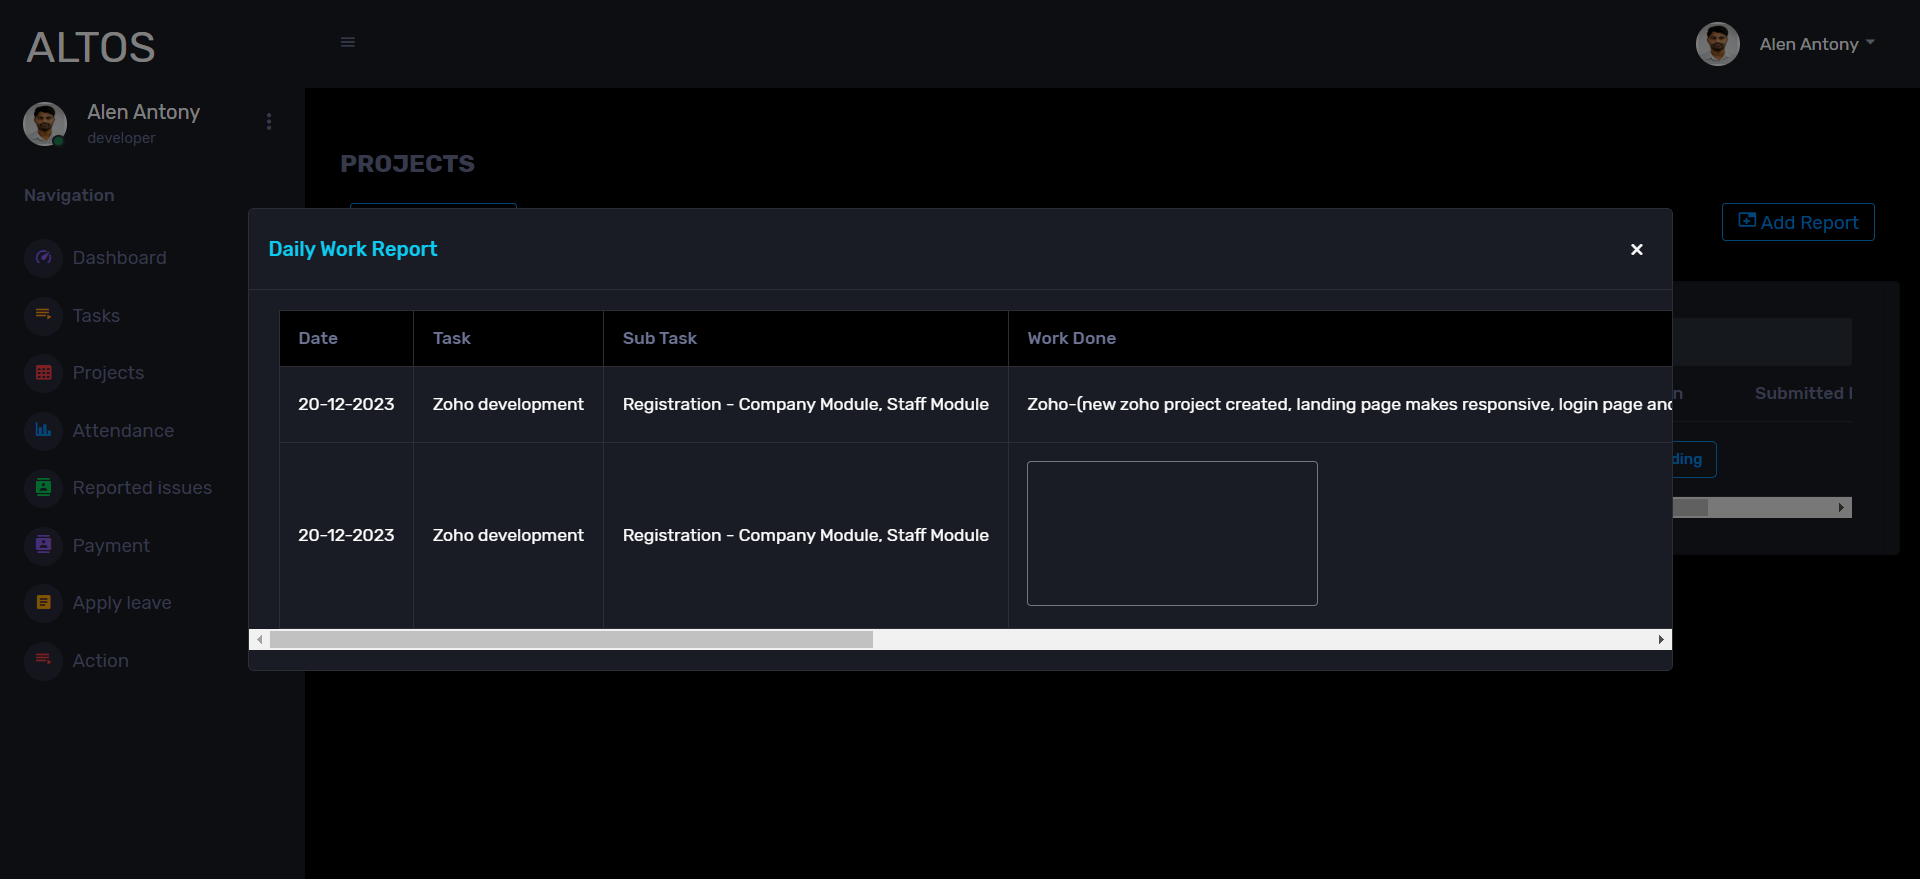 ALTOS
Alen Antony
Alen Antony
developer
Navigation
Dashboard
Tasks
Projects
Attendance
Reported issues
Payment
Apply leave
Action
PROJECTS
Add Report
Daily Work Report
×
Date Task Sub Task Work Done
20-12-2023 Zoho development Registration - Company Module, Staff Module Zoho-(new zoho project created, landing page makes responsive, login page and
20-12-2023 Zoho development Registration - Company Module, Staff Module
Submitted